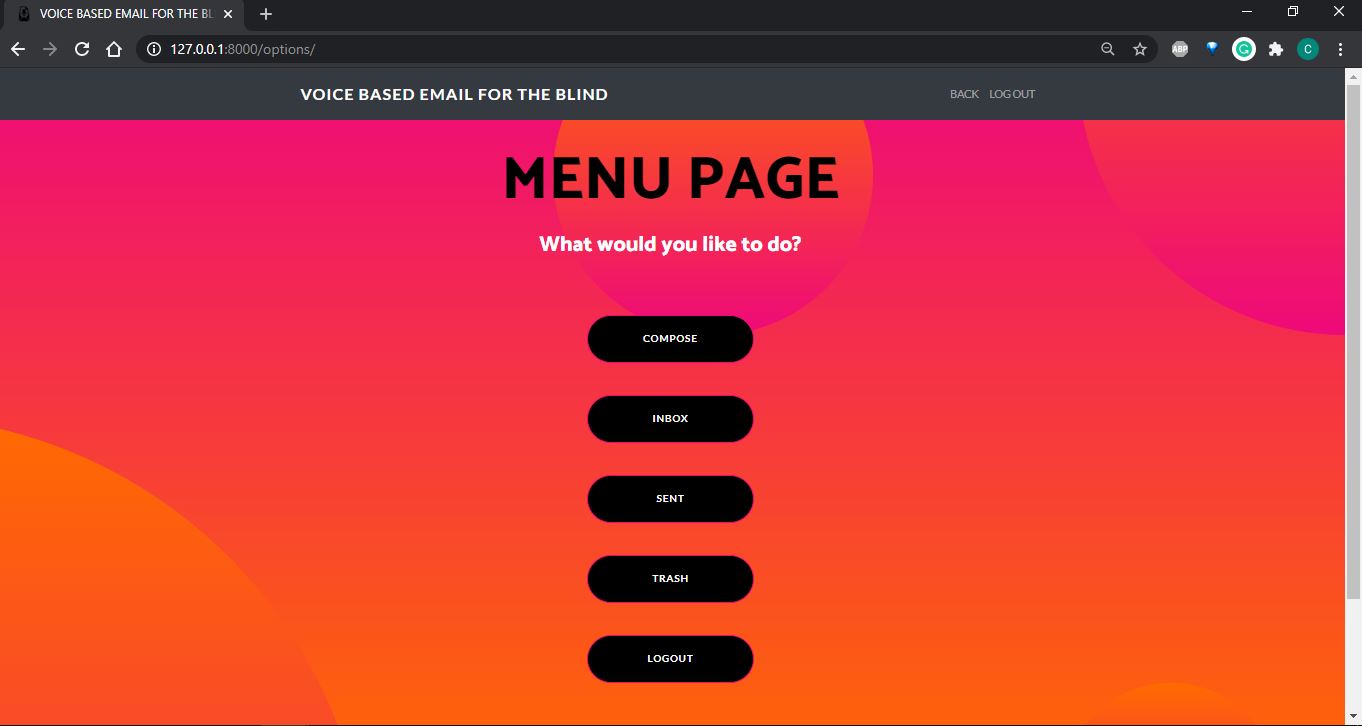 VOICE BASED EMAIL FOR THE BL
127.0.0.1:8000/options/
ABP
C
VOICE BASED EMAIL FOR THE BLIND
BACK LOG OUT
MENU PAGE
What would you like to do?
COMPOSE
INBOX
SENT
TRASH
LOGOUT